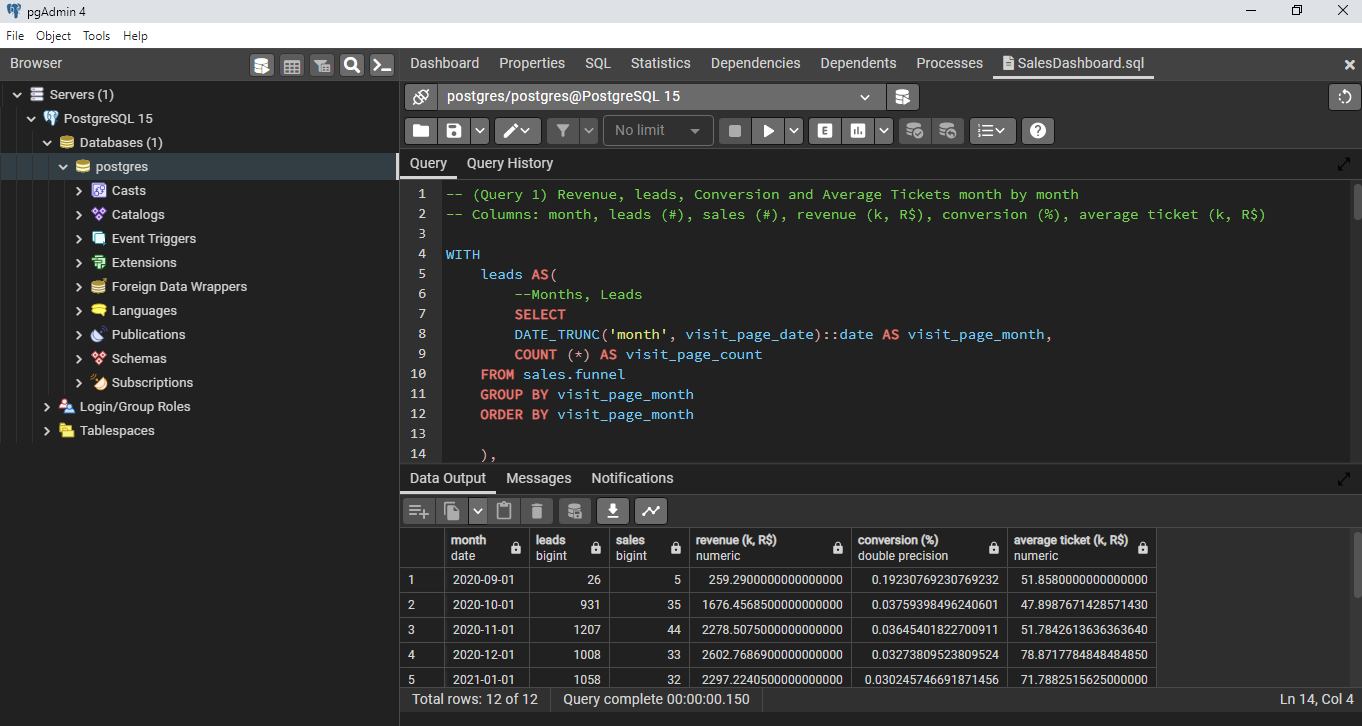 pgAdmin 4
File Object Tools Help
Browser
Dashboard Properties SQL Statistics Dependencies Dependents Processes SalesDashboard.sql
Servers (1)
PostgreSQL 15
Databases (1)
postgres
Casts
Catalogs
Event Triggers
Extensions
Foreign Data Wrappers
Languages
Publications
Schemas
Subscriptions
Login/Group Roles
Tablespaces
postgres/postgres@PostgreSQL 15
No limit
E
Query Query History
1 -- (Query 1) Revenue, leads, Conversion and Average Tickets month by month
2 -- Columns: month, leads (#), sales (#), revenue (k, R$), conversion (%), average ticket (k, R$)
3
4 WITH
5 leads AS(
6 --Months, Leads
7 SELECT
8 DATE_TRUNC('month', visit_page_date)::date AS visit_page_month,
9 COUNT (*) AS visit_page_count
10 FROM sales.funnel
11 GROUP BY visit_page_month
12 ORDER BY visit_page_month
13
14 ),
Data Output Messages Notifications
month leads sales revenue (k, R$) conversion (%) average ticket (k, R$)
date bigint bigint numeric double precision numeric
1 2020-09-01 26 5 259.2900000000000000 0.19230769230769232 51.8580000000000000
2 2020-10-01 931 35 1676.4568500000000000 0.03759398496240601 47.8987671428571430
3 2020-11-01 1207 44 2278.5075000000000000 0.03645401822700911 51.7842613636363640
4 2020-12-01 1008 33 2602.7686900000000000 0.03273809523809524 78.8717784848484850
5 2021-01-01 1058 32 2297.2240500000000000 0.030245746691871456 71.7882515625000000
Total rows: 12 of 12 Query complete 00:00:00.150 Ln 14, Col 4